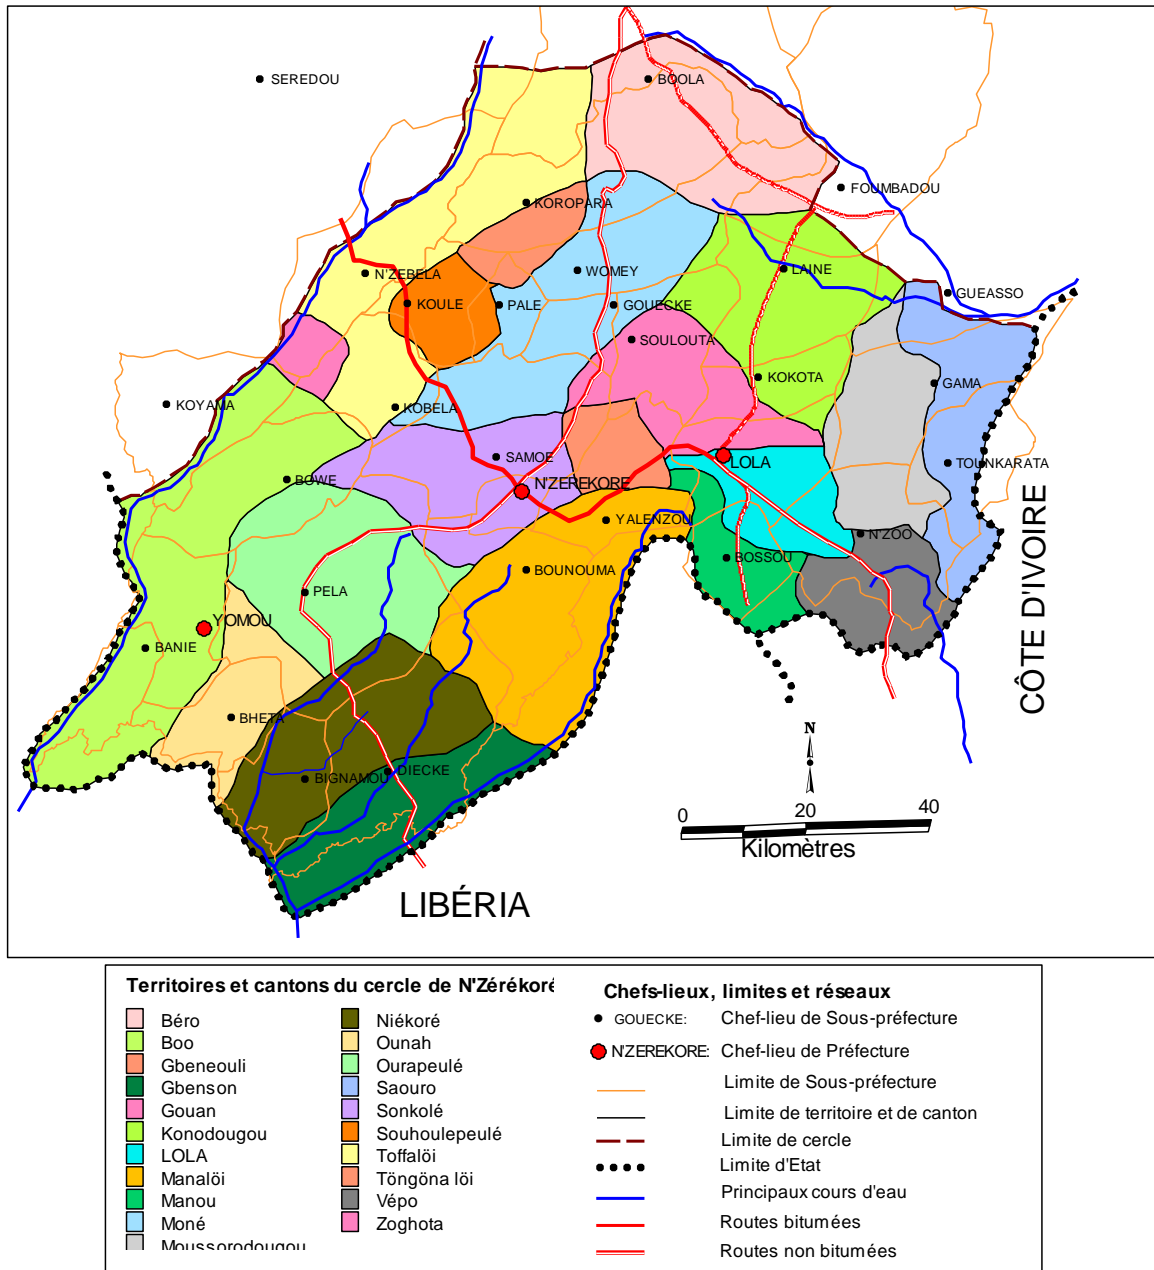 SEREDOU
BOOLA
FOUMBADOU
KOROPARA
N'ZEBELA
WOMEY
LAINE
GUEASSO
KOULE
PALE
GOUECKE
SOULOUTA
KOKOTA
GAMA
KOYAMA
KOBELA
SAMOE
LOLA
TOUNKARATA
BOWE
N'ZEREKORE
YALENZOU
N'ZOO
BOSSOU
BOUNOUMA
PELA
YOMOU
BANIE
BHETA
BIGNAMOU
DIECKE
CÔTE D'IVOIRE
LIBÉRIA
N
0 20 40
Kilomètres
Territoires et cantons du cercle de N'Zérékoré
Béro
Boo
Gbeneouli
Gbenson
Gouan
Konodougou
LOLA
Manalöi
Manou
Moné
Moussorodougou
Niékoré
Ounah
Ourapeulé
Saouro
Sonkolé
Souhoulepeulé
Toffalöi
Töngöna löi
Vépo
Zoghota
Chefs-lieux, limites et réseaux
GOUECKE: Chef-lieu de Sous-préfecture
N'ZEREKORE: Chef-lieu de Préfecture
Limite de Sous-préfecture
Limite de territoire et de canton
Limite de cercle
Limite d'Etat
Principaux cours d'eau
Routes bitumées
Routes non bitumées